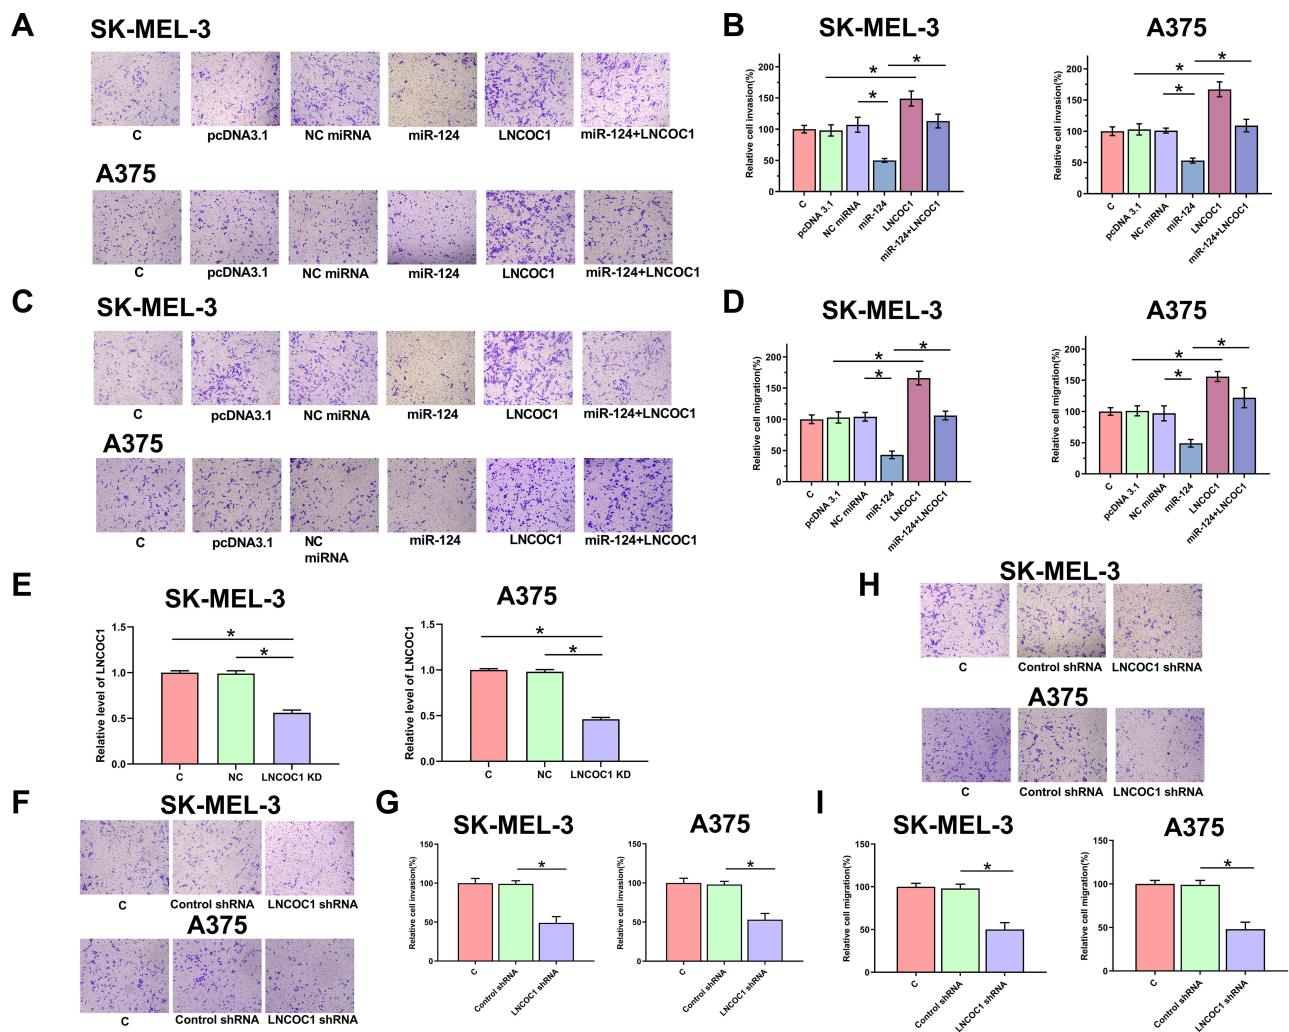 A
SK-MEL-3
C pcDNA3.1 NC miRNA miR-124 LNCOC1 miR-124+LNCOC1
A375
C pcDNA3.1 NC miRNA miR-124 LNCOC1 miR-124+LNCOC1
B
SK-MEL-3
Relative cell invasion(%)
200
150
100
50
0
C pcDNA 3.1 NC miRNA miR-124 LNCOC1 miR-124+LNCOC1
* * *
A375
Relative cell invasion(%)
200
150
100
50
0
C pcDNA 3.1 NC miRNA miR-124 LNCOC1 miR-124+LNCOC1
* * *
C
SK-MEL-3
C pcDNA3.1 NC miRNA miR-124 LNCOC1 miR-124+LNCOC1
A375
C pcDNA3.1 NC miR-124 LNCOC1 miR-124+LNCOC1
miRNA
D
SK-MEL-3
Relative cell migration(%)
200
150
100
50
0
C pcDNA 3.1 NC miRNA miR-124 LNCOC1 miR-124+LNCOC1
* * *
A375
Relative cell migration(%)
200
150
100
50
0
C pcDNA 3.1 NC miRNA miR-124 LNCOC1 miR-124+LNCOC1
* * *
E
SK-MEL-3
Relative level of LNCOC1
1.5
1.0
0.5
0.0
C NC LNCOC1 KD
* *
A375
Relative level of LNCOC1
1.5
1.0
0.5
0.0
C NC LNCOC1 KD
* *
F
SK-MEL-3
C Control shRNA LNCOC1 shRNA
A375
C Control shRNA LNCOC1 shRNA
G
SK-MEL-3
Relative cell invasion(%)
150
100
50
0
C Control shRNA LNCOC1 shRNA
*
A375
Relative cell invasion(%)
150
100
50
0
C Control shRNA LNCOC1 shRNA
*
H
SK-MEL-3
C Control shRNA LNCOC1 shRNA
A375
C Control shRNA LNCOC1 shRNA
I
SK-MEL-3
Relative cell migration(%)
150
100
50
0
C Control shRNA LNCOC1 shRNA
*
A375
Relative cell migration(%)
150
100
50
0
C Control shRNA LNCOC1 shRNA
*